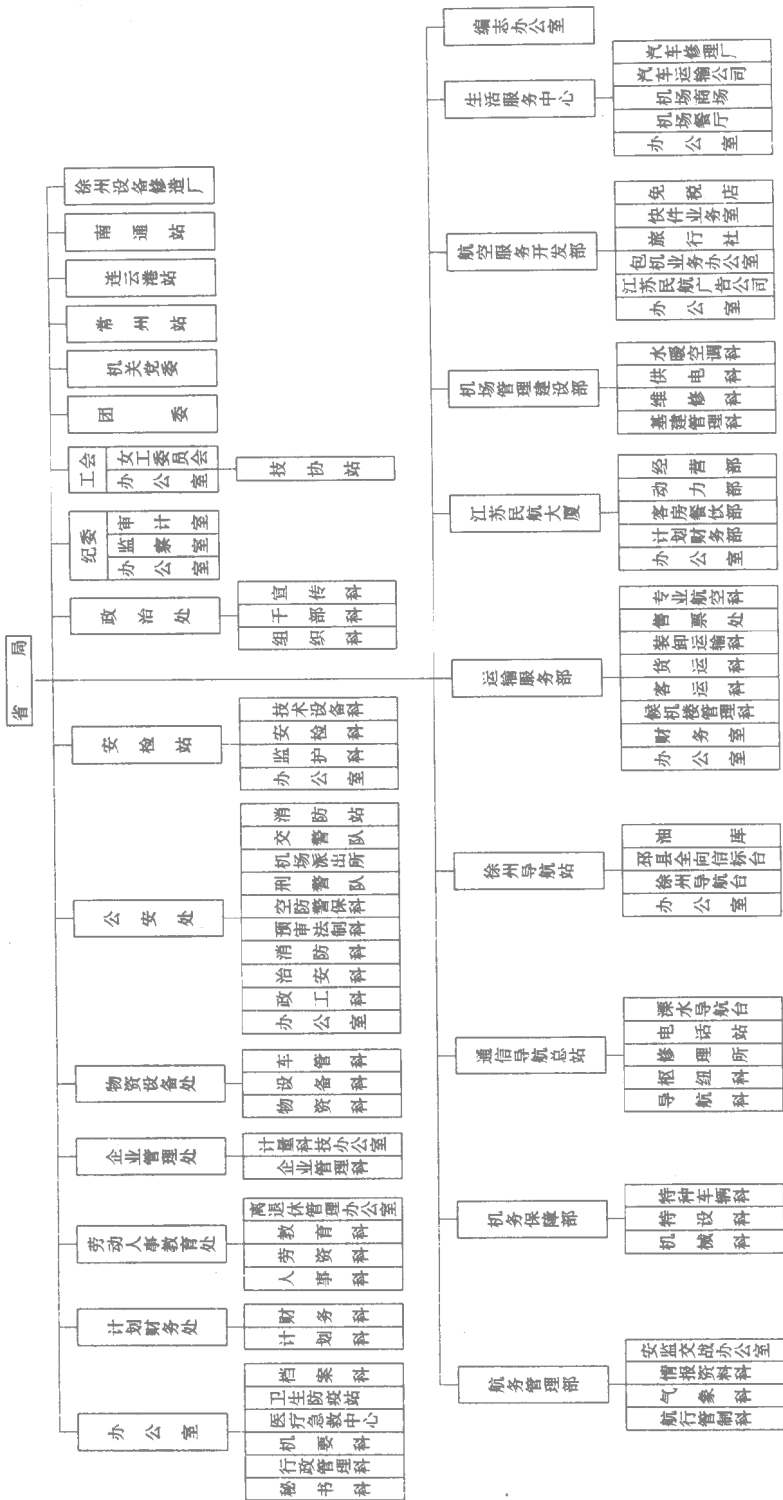 省局
办公室
秘书科
行政管理科
机要科
医疗急救中心
卫生防疫站
档案科
计划财务处
计划科
财务科
劳动人事教育处
人事科
劳资科
教育科
离退休管理办公室
企业管理处
企业管理科
计量科技办公室
物资设备处
物资科
设备科
车管科
公安处
办公室
政工科
治安科
消防科
预审法制科
空防警保科
刑警队
机场派出所
交警队
消防站
安检站
办公室
监护科
安检科
技术设备科
政治处
组织科
干部科
宣传科
纪委
办公室
监察室
审计室
工会
办公室
女工委员会
技协站
团委
机关党委
常州站
连云港站
南通站
徐州设备修造厂
航务管理部
航行管制科
气象科
情报资料科
安监交战办公室
机务保障部
机械科
特设科
特种车辆科
通信导航总站
导航科
枢纽科
修理所
电话站
溧水导航台
徐州导航站
办公室
徐州导航台
邳县全向信标台
油库
运输服务部
办公室
财务室
候机楼管理科
客运科
货运科
装卸运输科
售票处
专业航空科
江苏民航大厦
办公室
计划财务部
客房餐饮部
动力部
经营部
机场管理建设部
基建管理科
维修科
供电科
水暖空调科
航空服务开发部
办公室
江苏民航广告公司
包机业务办公室
旅行社
快件业务室
免税店
生活服务中心
办公室
机场餐厅
机场商场
汽车运输公司
汽车修理厂
编志办公室